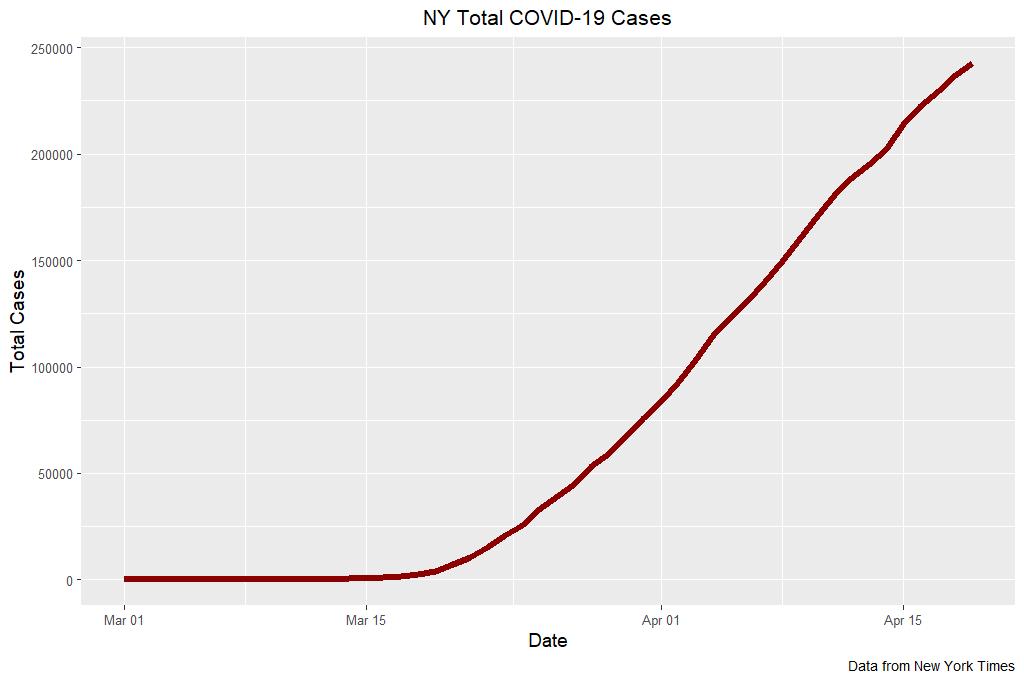 NY Total COVID-19 Cases
250000
200000
150000
100000
50000
0
Total Cases
Mar 01
Mar 15
Apr 01
Apr 15
Date
Data from New York Times